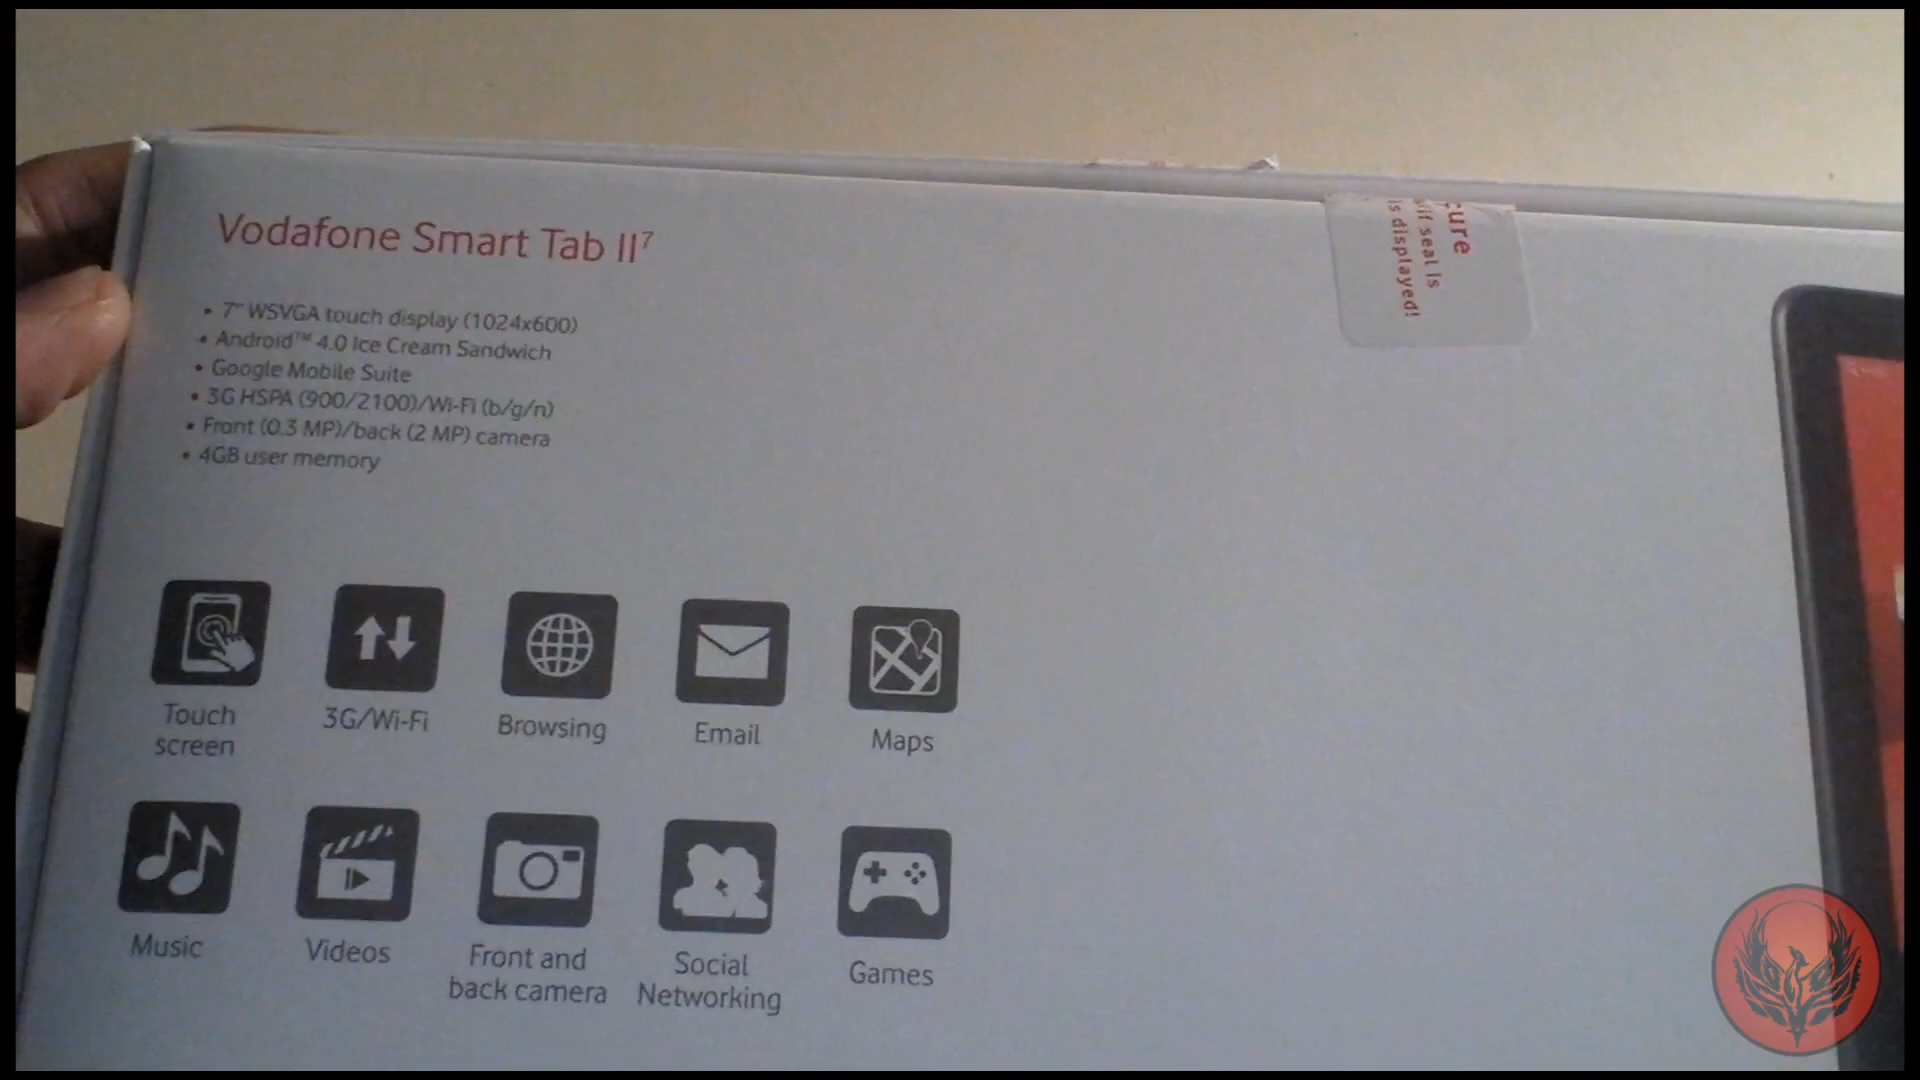 Vodafone Smart Tab II⁷
• 7" WSVGA touch display (1024x600)
• Android™ 4.0 Ice Cream Sandwich
• Google Mobile Suite
• 3G HSPA (900/2100)/Wi-Fi (b/g/n)
• Front (0.3 MP)/back (2 MP) camera
• 4GB user memory
if seal is
is displayed!
Touch
screen
3G/Wi-Fi
Browsing
Email
Maps
Music
Videos
Front and
back camera
Social
Networking
Games